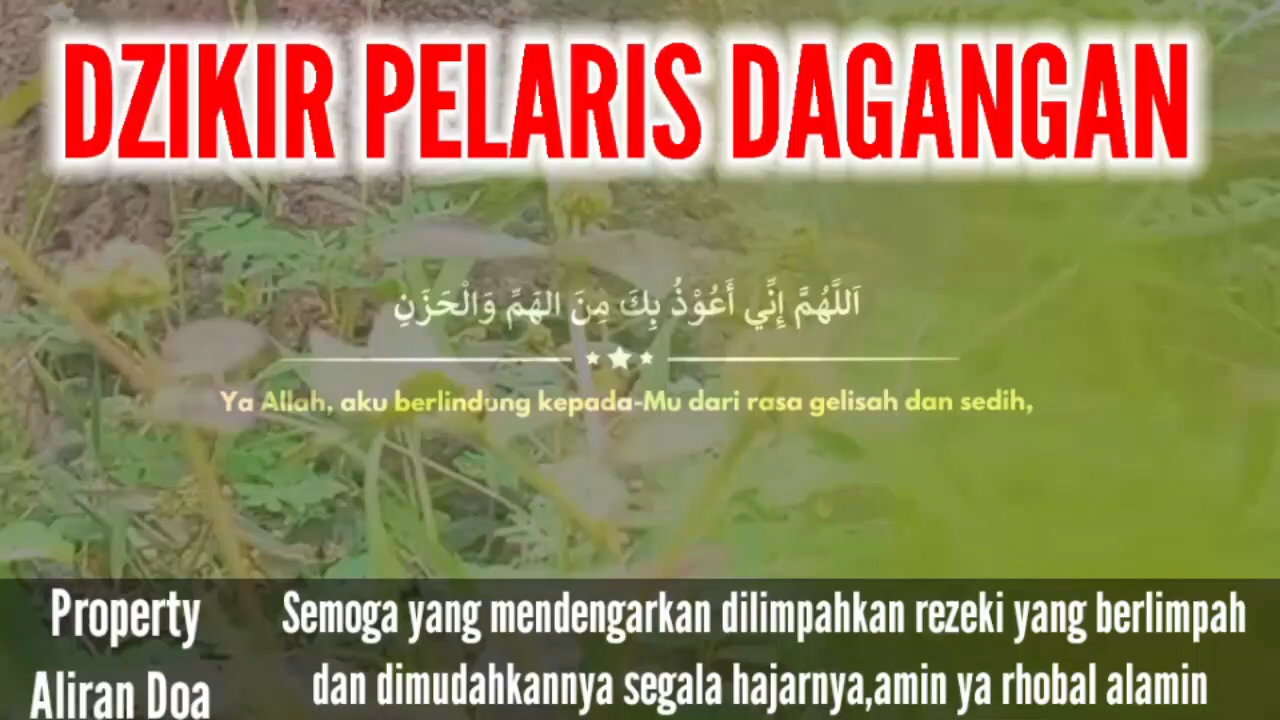 DZIKIR PELARIS DAGANGAN
اَللَّهُمَّ إِنِّي أَعُوْذُ بِكَ مِنَ الهَمِّ وَالْحَزَنِ
Ya Allah, aku berlindung kepada-Mu dari rasa gelisah dan sedih,
Property
Aliran Doa
Semoga yang mendengarkan dilimpahkan rezeki yang berlimpah
dan dimudahkannya segala hajarnya,amin ya rhobal alamin